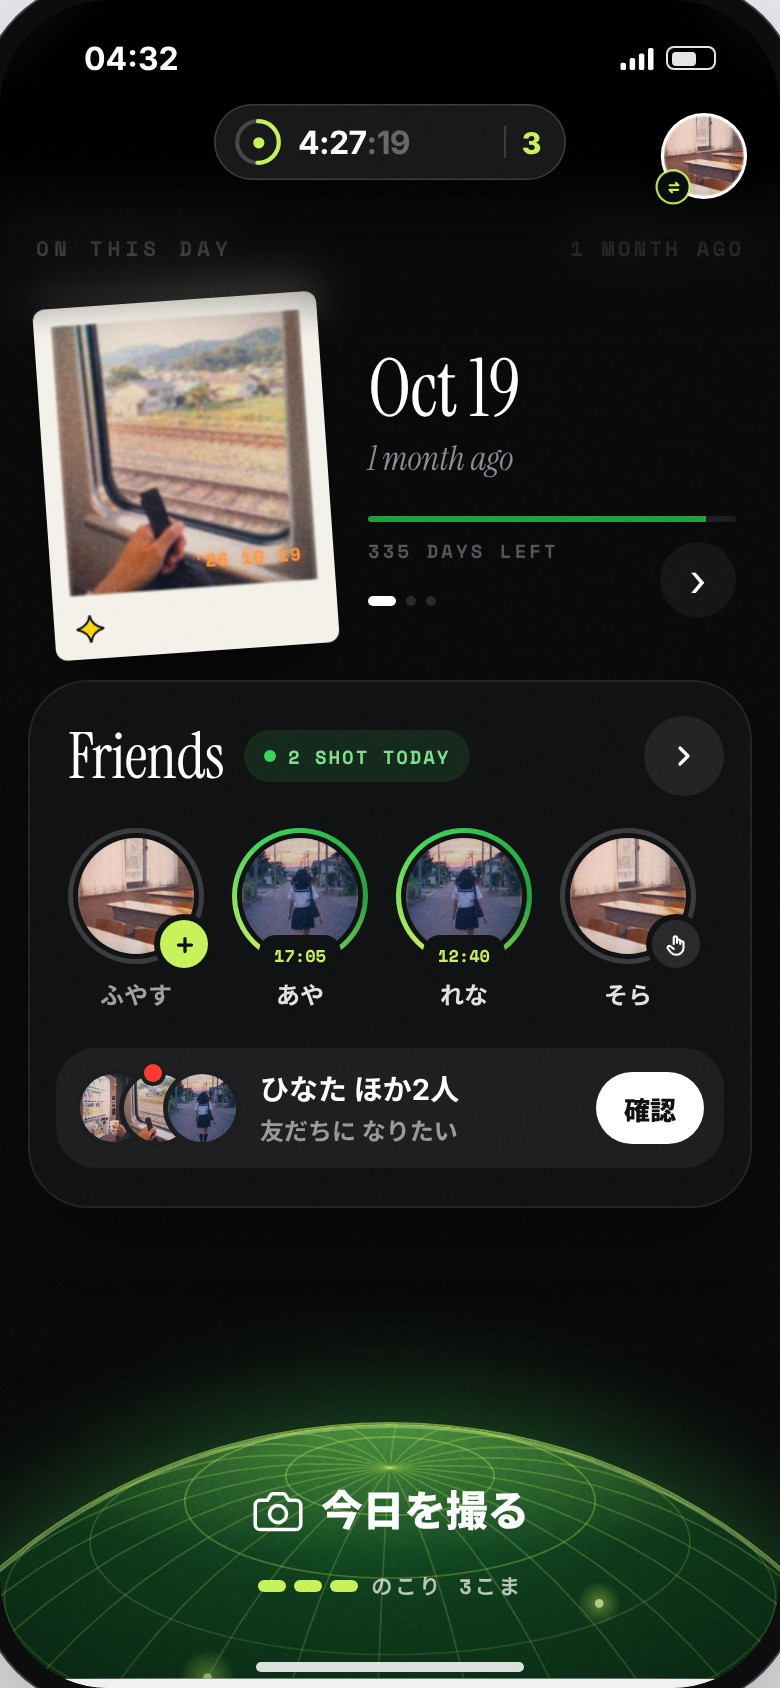 04:32
4:27:19
3
ON THIS DAY
1 MONTH AGO
Oct 19
1 month ago
'26 10 19
335 DAYS LEFT
Friends
2 SHOT TODAY
17:05
12:40
ふやす
あや
れな
そら
ひなた ほか2人
友だちに なりたい
確認
今日を撮る
のこり 3こま